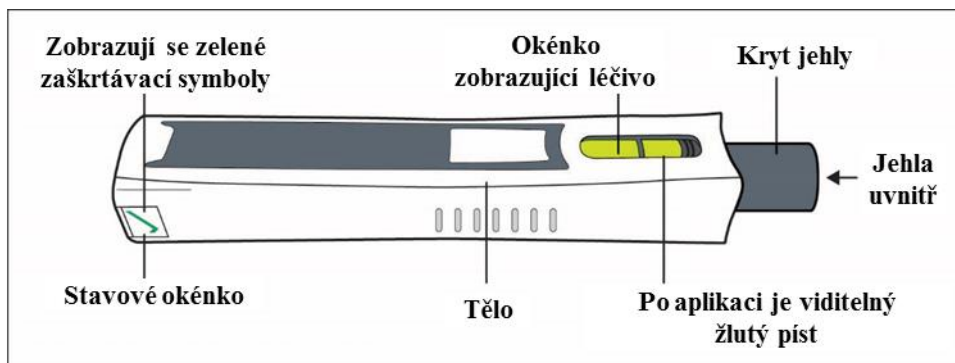 Zobrazují se zelené
zaškrtávací symboly
Okénko
zobrazující léčivo
Kryt jehly
Jehla
uvnitř
Stavové okénko
Tělo
Po aplikaci je viditelný
žlutý píst